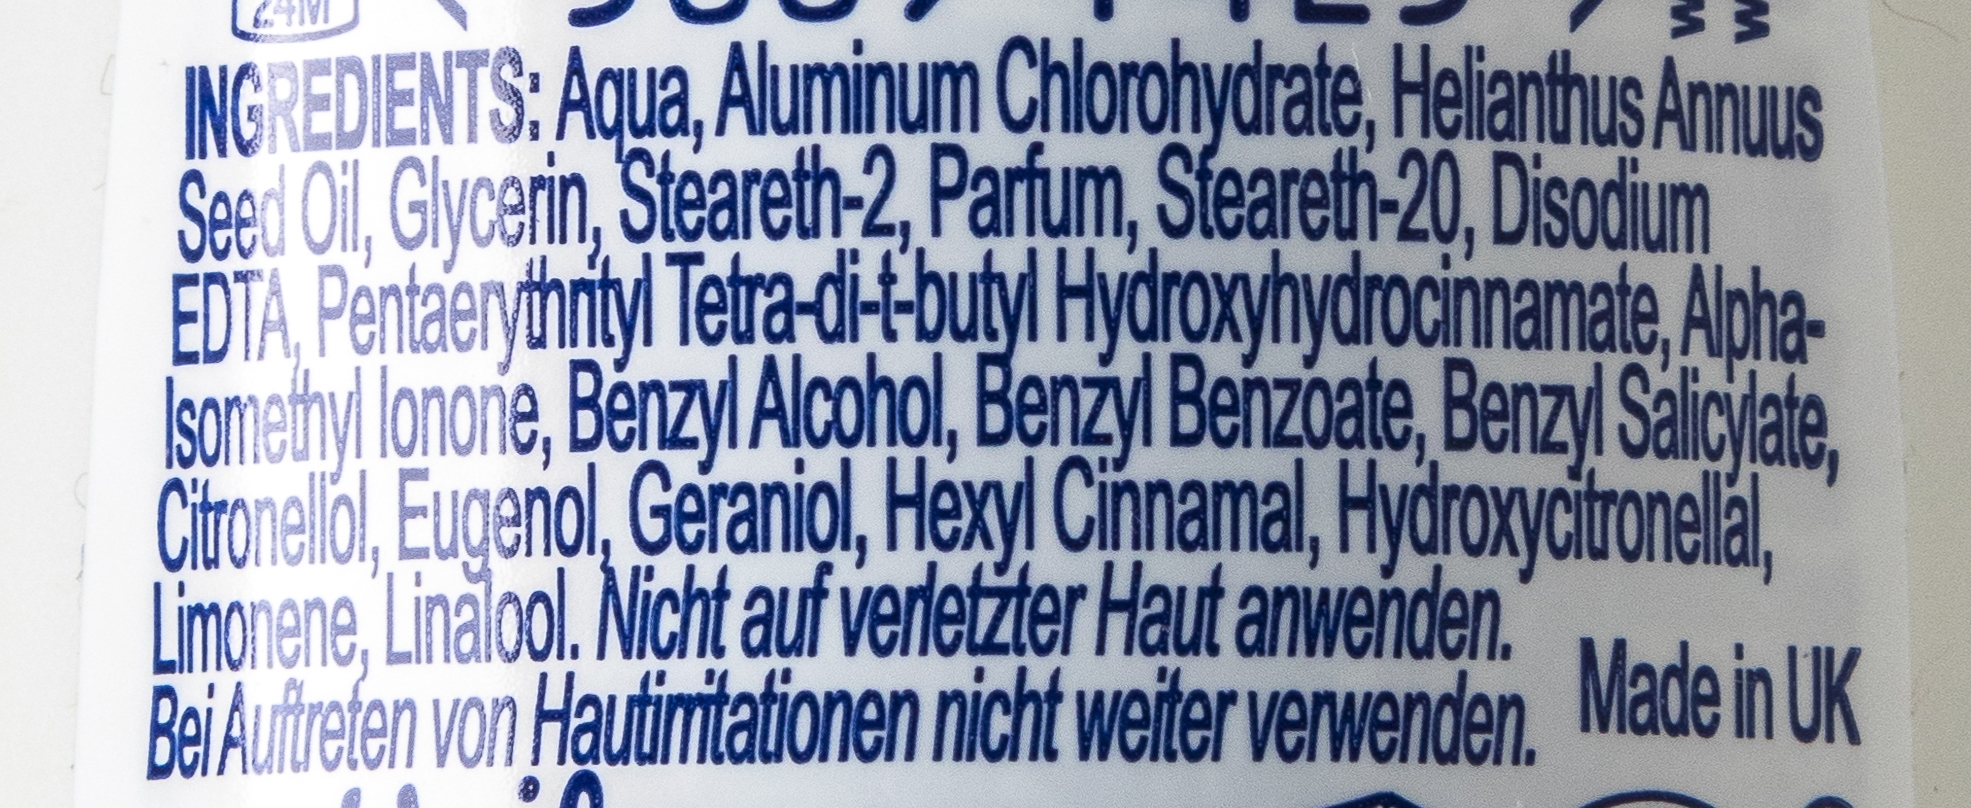 24M
INGREDIENTS: Aqua, Aluminum Chlorohydrate, Helianthus Annuus
Seed Oil, Glycerin, Steareth-2, Parfum, Steareth-20, Disodium
EDTA, Pentaerythrityl Tetra-di-t-butyl Hydroxyhydrocinnamate, Alpha-
Isomethyl Ionone, Benzyl Alcohol, Benzyl Benzoate, Benzyl Salicylate,
Citronellol, Eugenol, Geraniol, Hexyl Cinnamal, Hydroxycitronellal,
Limonene, Linalool. Nicht auf verletzter Haut anwenden.
Bei Auftreten von Hautirritationen nicht weiter verwenden.
Made in UK